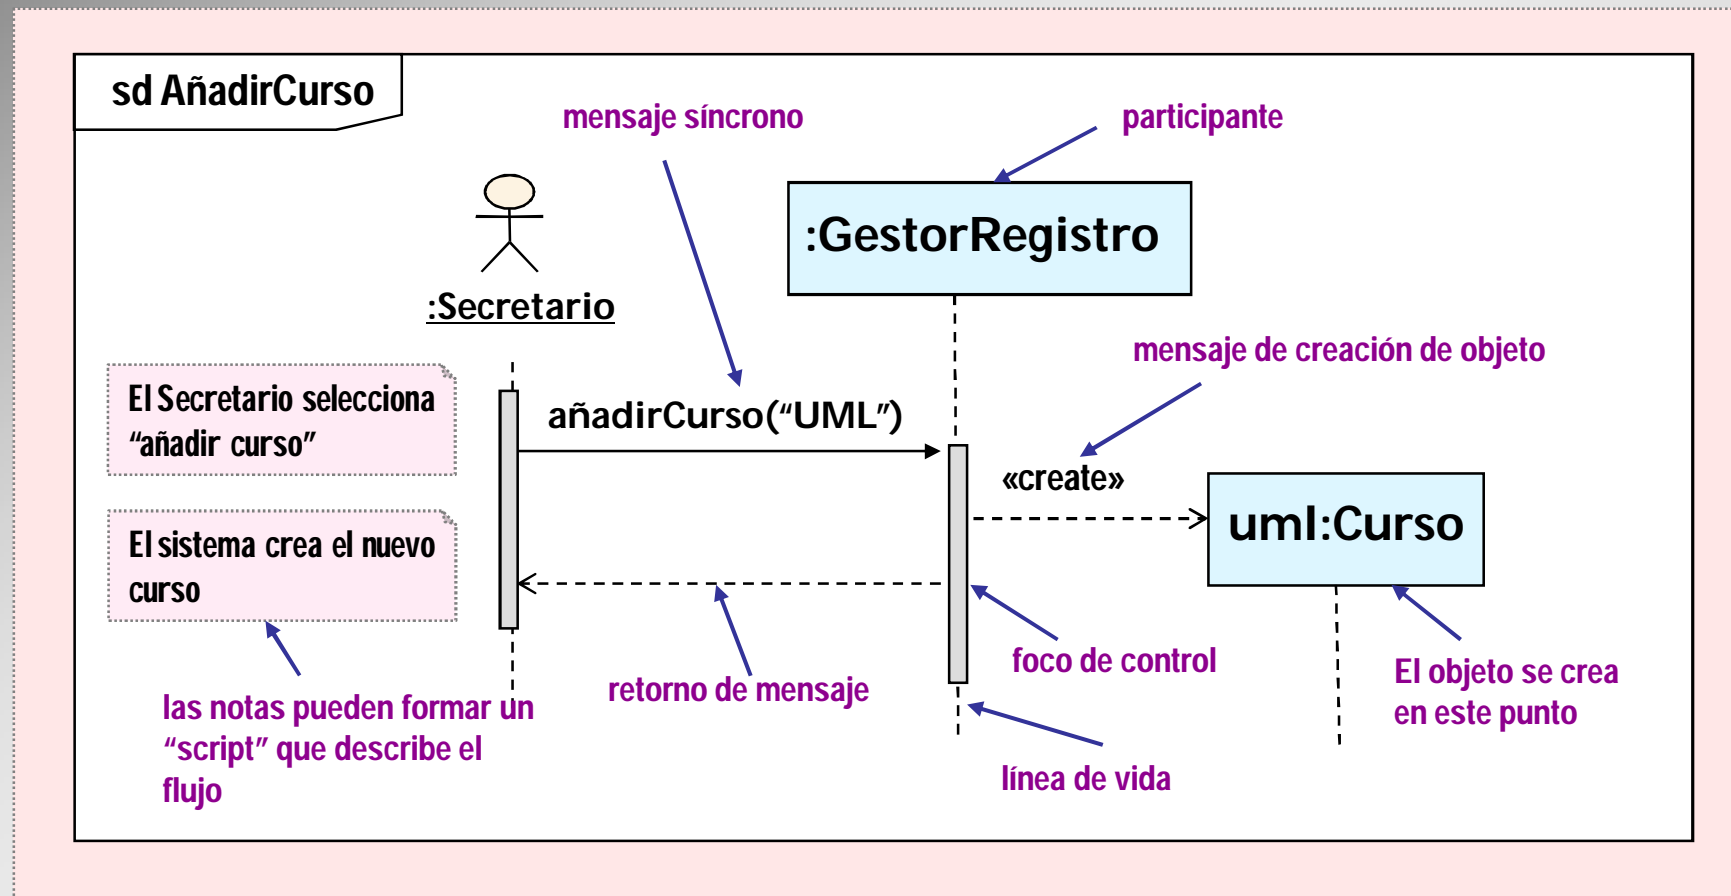 sd AñadirCurso
mensaje síncrono
participante
:GestorRegistro
:Secretario
mensaje de creación de objeto
El Secretario selecciona
“añadir curso”
añadirCurso(“UML”)
«create»
uml:Curso
El sistema crea el nuevo
curso
foco de control
retorno de mensaje
El objeto se crea
en este punto
las notas pueden formar un
“script” que describe el
flujo
línea de vida